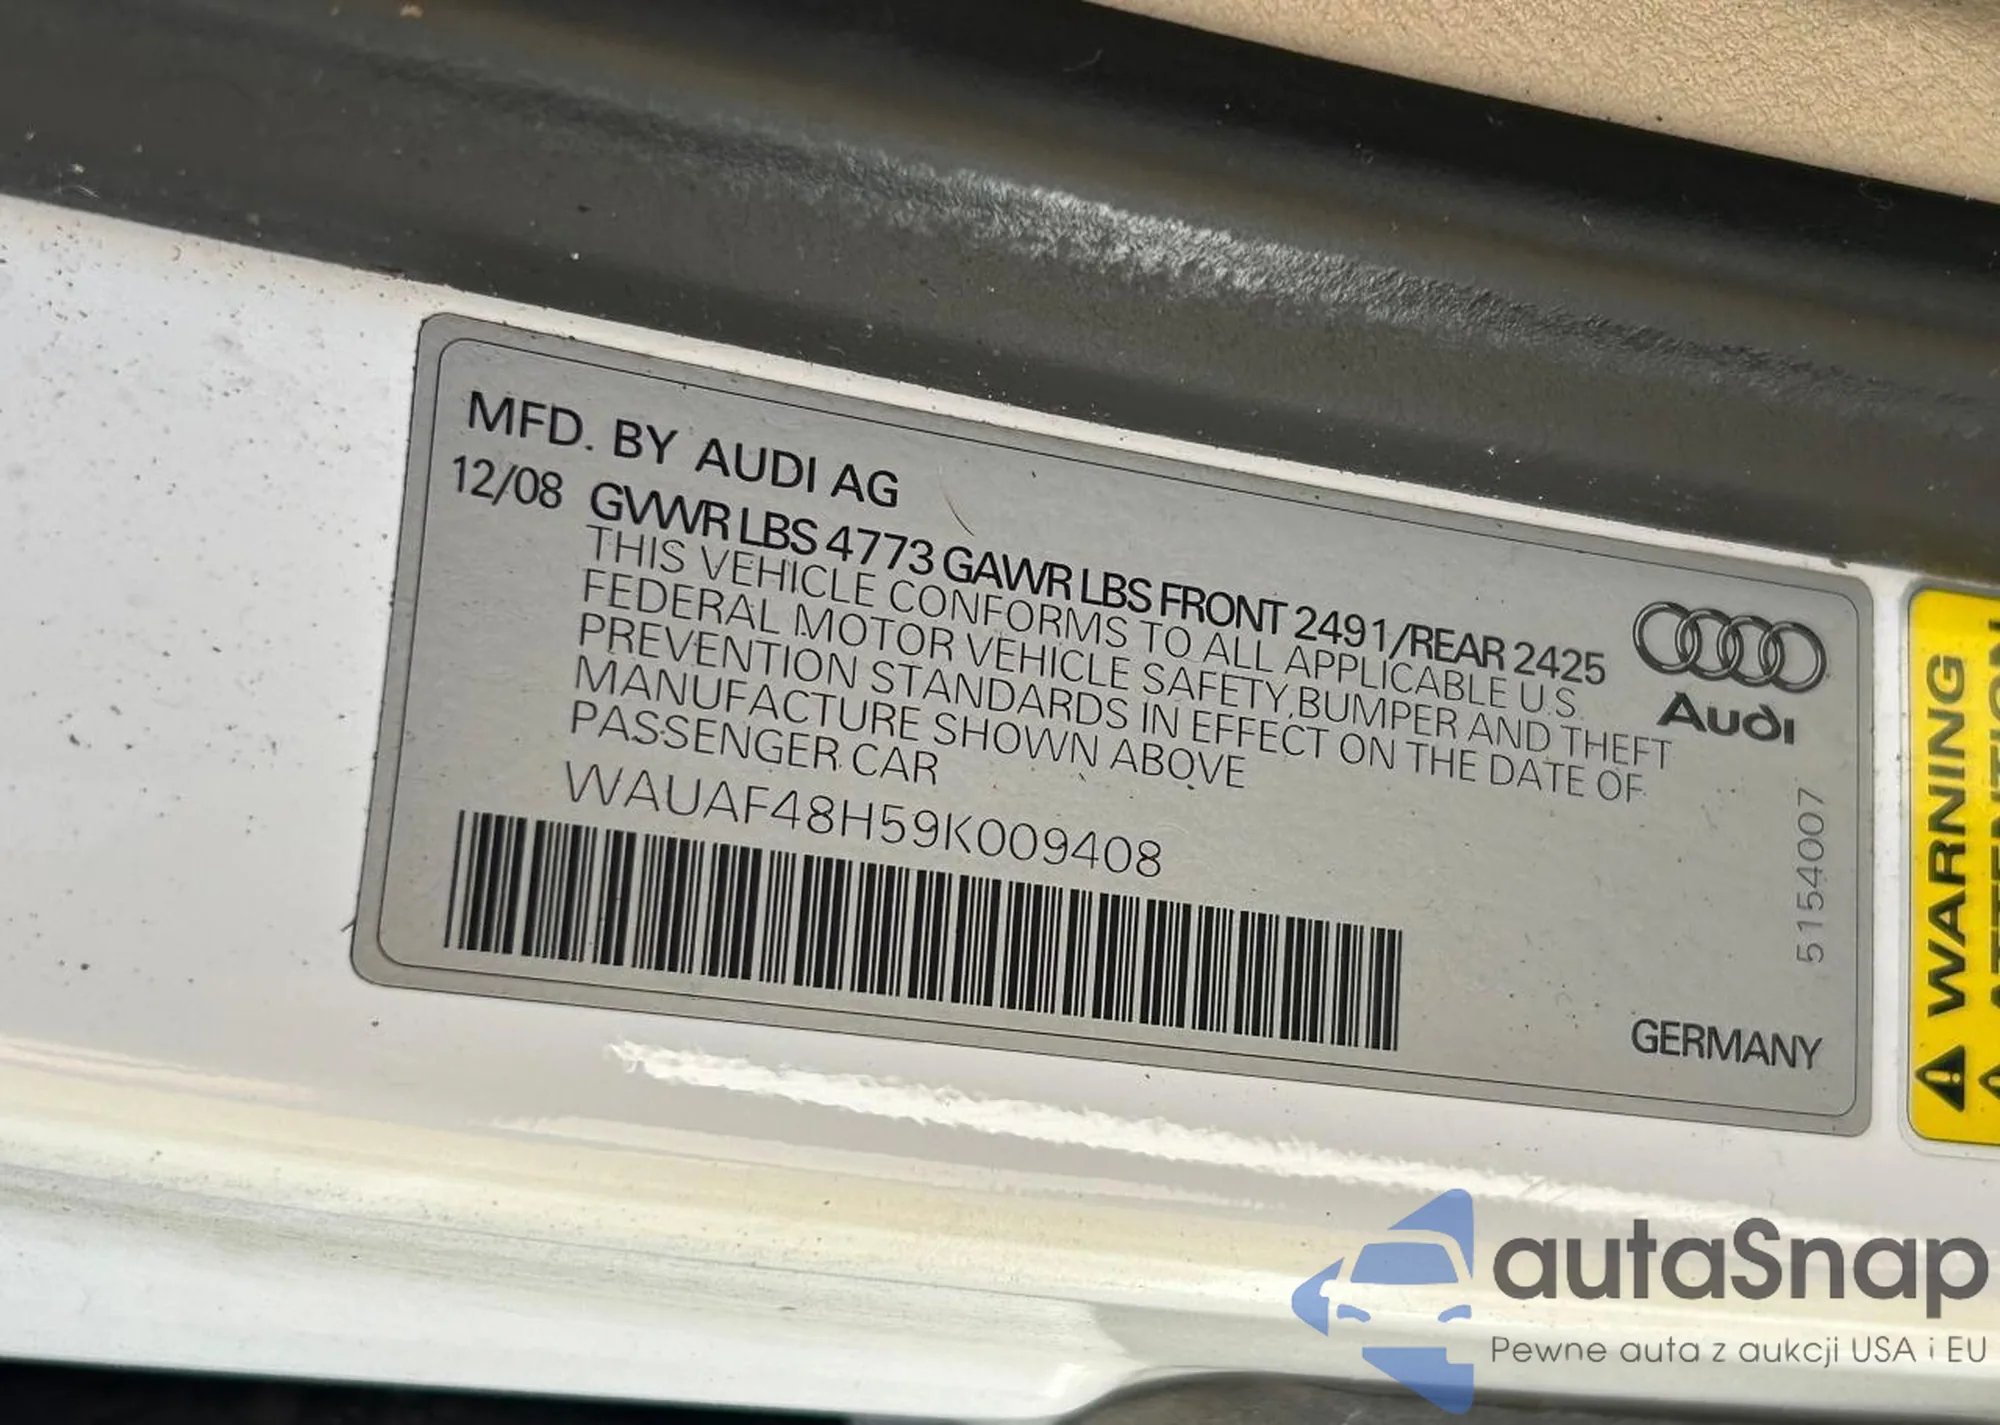 MFD. BY AUDI AG
12/08 GVWR LBS 4773 GAWR LBS FRONT 2491/REAR 2425
THIS VEHICLE CONFORMS TO ALL APPLICABLE U.S.
FEDERAL MOTOR VEHICLE SAFETY, BUMPER AND THEFT
PREVENTION STANDARDS IN EFFECT ON THE DATE OF
MANUFACTURE SHOWN ABOVE
PASSENGER CAR
WAUAF48H59K009408
Audi
5154007
GERMANY
WARNING
autaSnap
Pewne auta z aukcji USA i EU